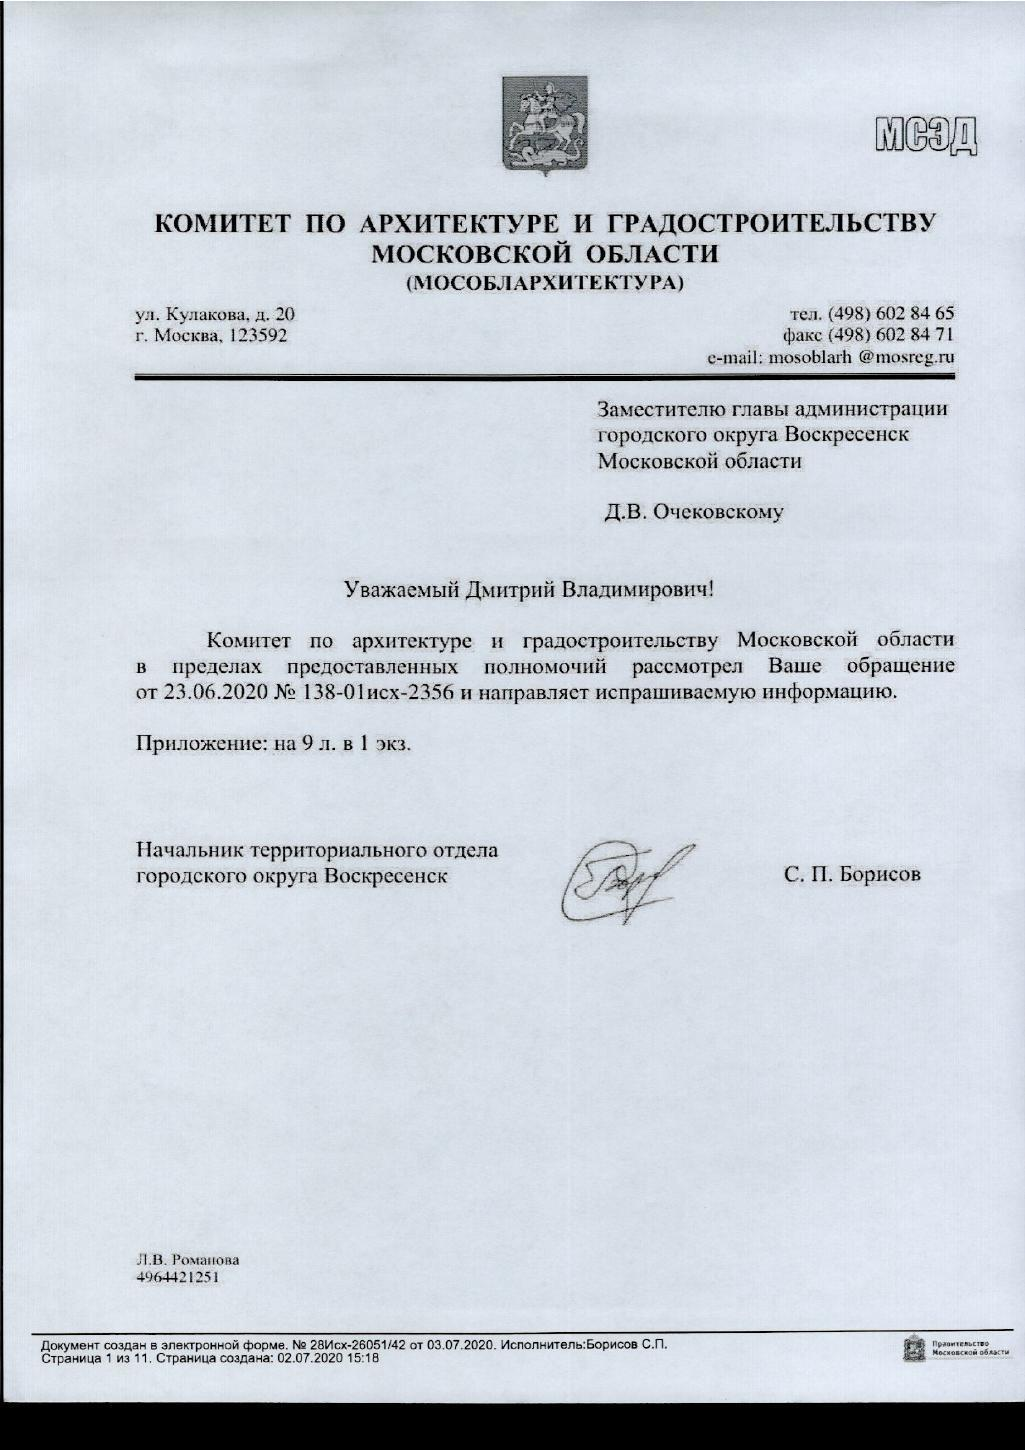 МСЭД
КОМИТЕТ ПО АРХИТЕКТУРЕ И ГРАДОСТРОИТЕЛЬСТВУ
МОСКОВСКОЙ ОБЛАСТИ
(МОСОБЛАРХИТЕКТУРА)
ул. Кулакова, д. 20
г. Москва, 123592
тел. (498) 602 84 65
факс (498) 602 84 71
e-mail: mosoblarh @mosreg.ru
Заместителю главы администрации
городского округа Воскресенск
Московской области
Д.В. Очековскому
Уважаемый Дмитрий Владимирович!
Комитет по архитектуре и градостроительству Московской области
в пределах предоставленных полномочий рассмотрел Ваше обращение
от 23.06.2020 № 138-01исх-2356 и направляет испрашиваемую информацию.
Приложение: на 9 л. в 1 экз.
Начальник территориального отдела
городского округа Воскресенск
С. П. Борисов
Л.В. Романова
4964421251
Документ создан в электронной форме. № 28Исх-26051/42 от 03.07.2020. Исполнитель:Борисов С.П.
Страница 1 из 11. Страница создана: 02.07.2020 15:18
Правительство
Московской области